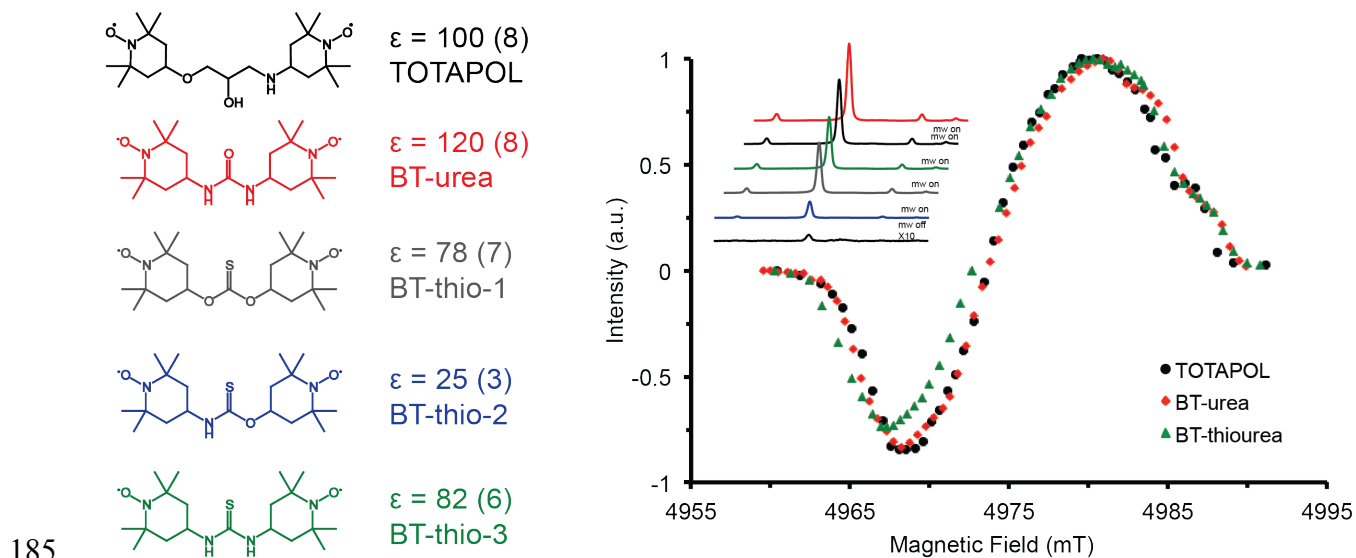 ε = 100 (8)
TOTAPOL
ε = 120 (8)
BT-urea
ε = 78 (7)
BT-thio-1
ε = 25 (3)
BT-thio-2
ε = 82 (6)
BT-thio-3
185
O• N N O•
O N H
OH
O• N N O•
O
N H N H
O• N N O•
S
O O
O• N N O•
S
N H O
O• N N O•
S
N H N H
1
0.5
0
-0.5
-1
Intensity (a.u.)
mw on
mw on
mw on
mw on
mw on
mw off
X10
TOTAPOL
BT-urea
BT-thiourea
4955 4965 4975 4985 4995
Magnetic Field (mT)